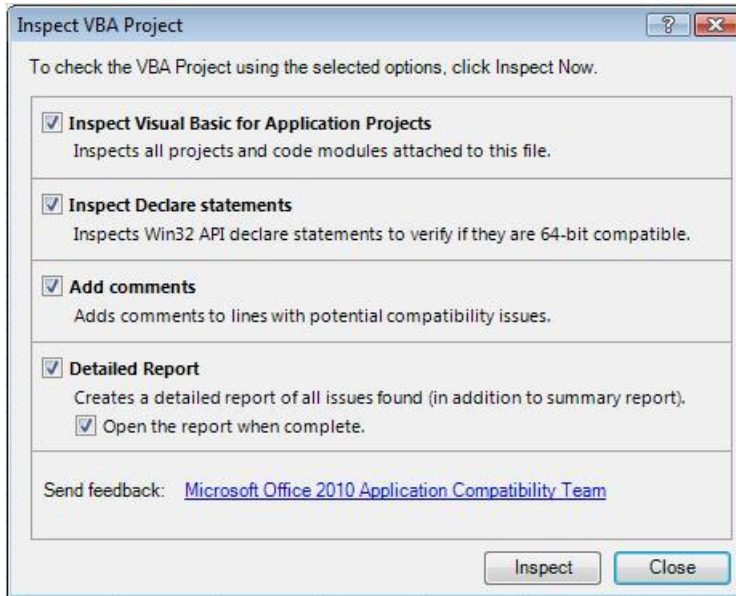 Inspect VBA Project
To check the VBA Project using the selected options, click Inspect Now.
Inspect Visual Basic for Application Projects
Inspects all projects and code modules attached to this file.
Inspect Declare statements
Inspects Win32 API declare statements to verify if they are 64-bit compatible.
Add comments
Adds comments to lines with potential compatibility issues.
Detailed Report
Creates a detailed report of all issues found (in addition to summary report).
Open the report when complete.
Send feedback: Microsoft Office 2010 Application Compatibility Team
Inspect Close